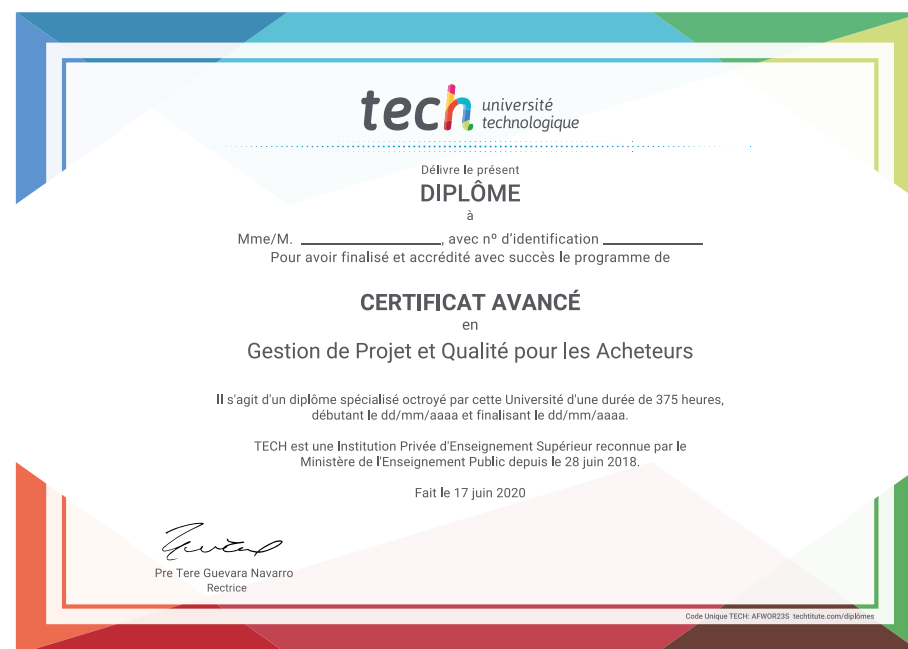 tech université
technologique
Délivre le présent
DIPLÔME
à
Mme/M. ____________________, avec nº d'identification ______________
Pour avoir finalisé et accrédité avec succès le programme de
CERTIFICAT AVANCÉ
en
Gestion de Projet et Qualité pour les Acheteurs
Il s'agit d'un diplôme spécialisé octroyé par cette Université d'une durée de 375 heures,
débutant le dd/mm/aaaa et finalisant le dd/mm/aaaa.
TECH est une Institution Privée d'Enseignement Supérieur reconnue par le
Ministère de l'Enseignement Public depuis le 28 juin 2018.
Fait le 17 juin 2020
Pre Tere Guevara Navarro
Rectrice
Code Unique TECH: AFWOR23S techtitute.com/diplômes